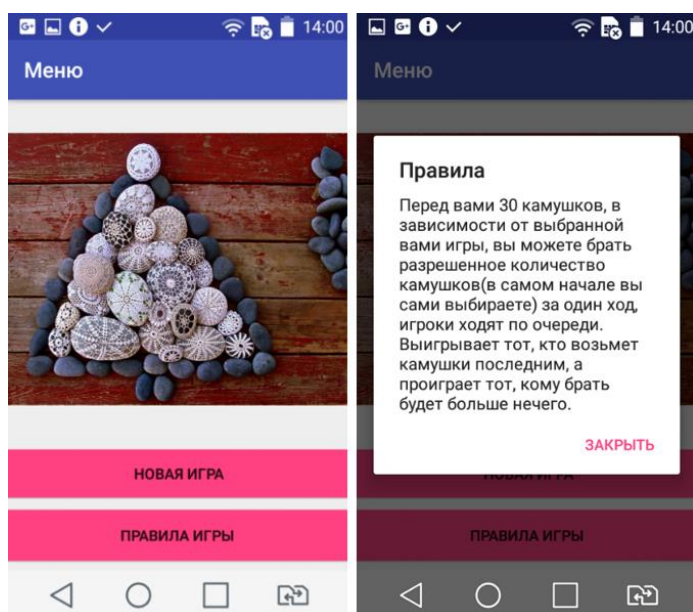 14:00
Меню
НОВАЯ ИГРА
ПРАВИЛА ИГРЫ
14:00
Меню
Правила
Перед вами 30 камушков, в
зависимости от выбранной
вами игры, вы можете брать
разрешенное количество
камушков(в самом начале вы
сами выбираете) за один ход,
игроки ходят по очереди.
Выигрывает тот, кто возьмет
камушки последним, а
проиграет тот, кому брать
будет больше нечего.
ЗАКРЫТЬ
НОВАЯ ИГРА
ПРАВИЛА ИГРЫ